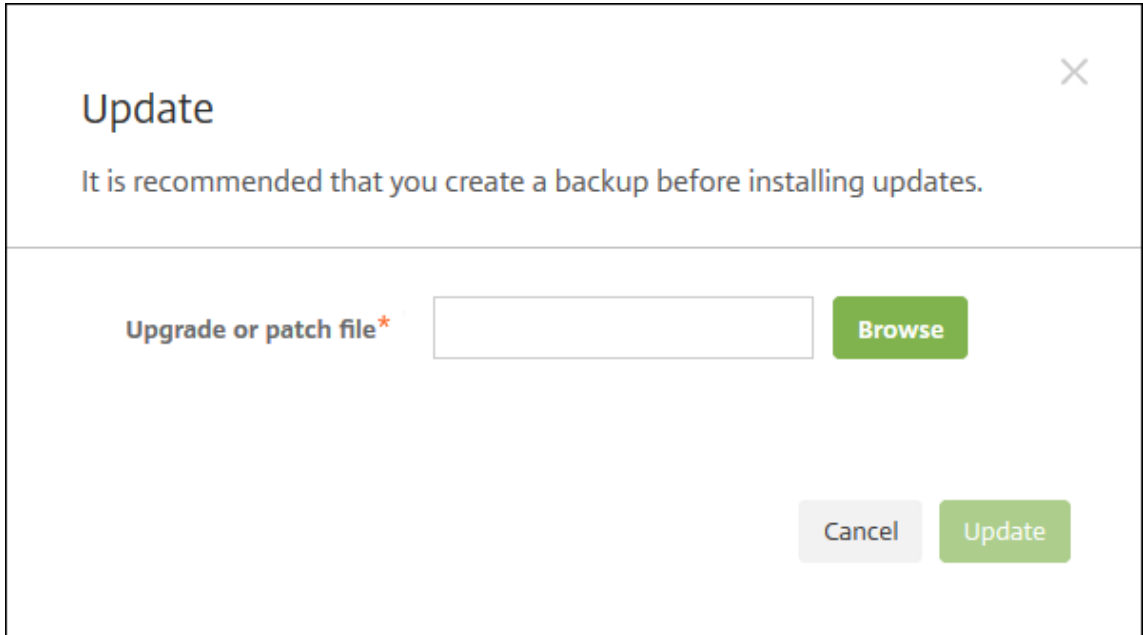 Update
It is recommended that you create a backup before installing updates.
Upgrade or patch file* Browse
Cancel Update